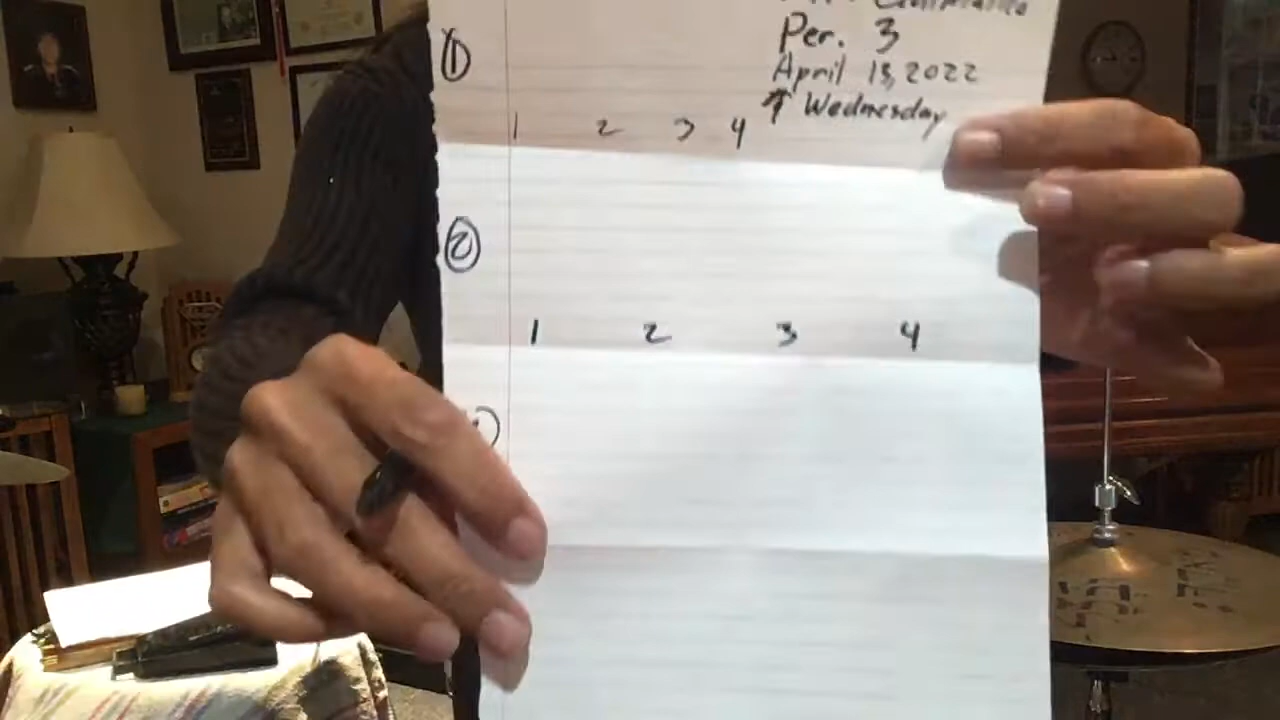 Per. 3
①
April 13, 2022
↑ Wednesday
1 2 3 4
②
1 2 3 4